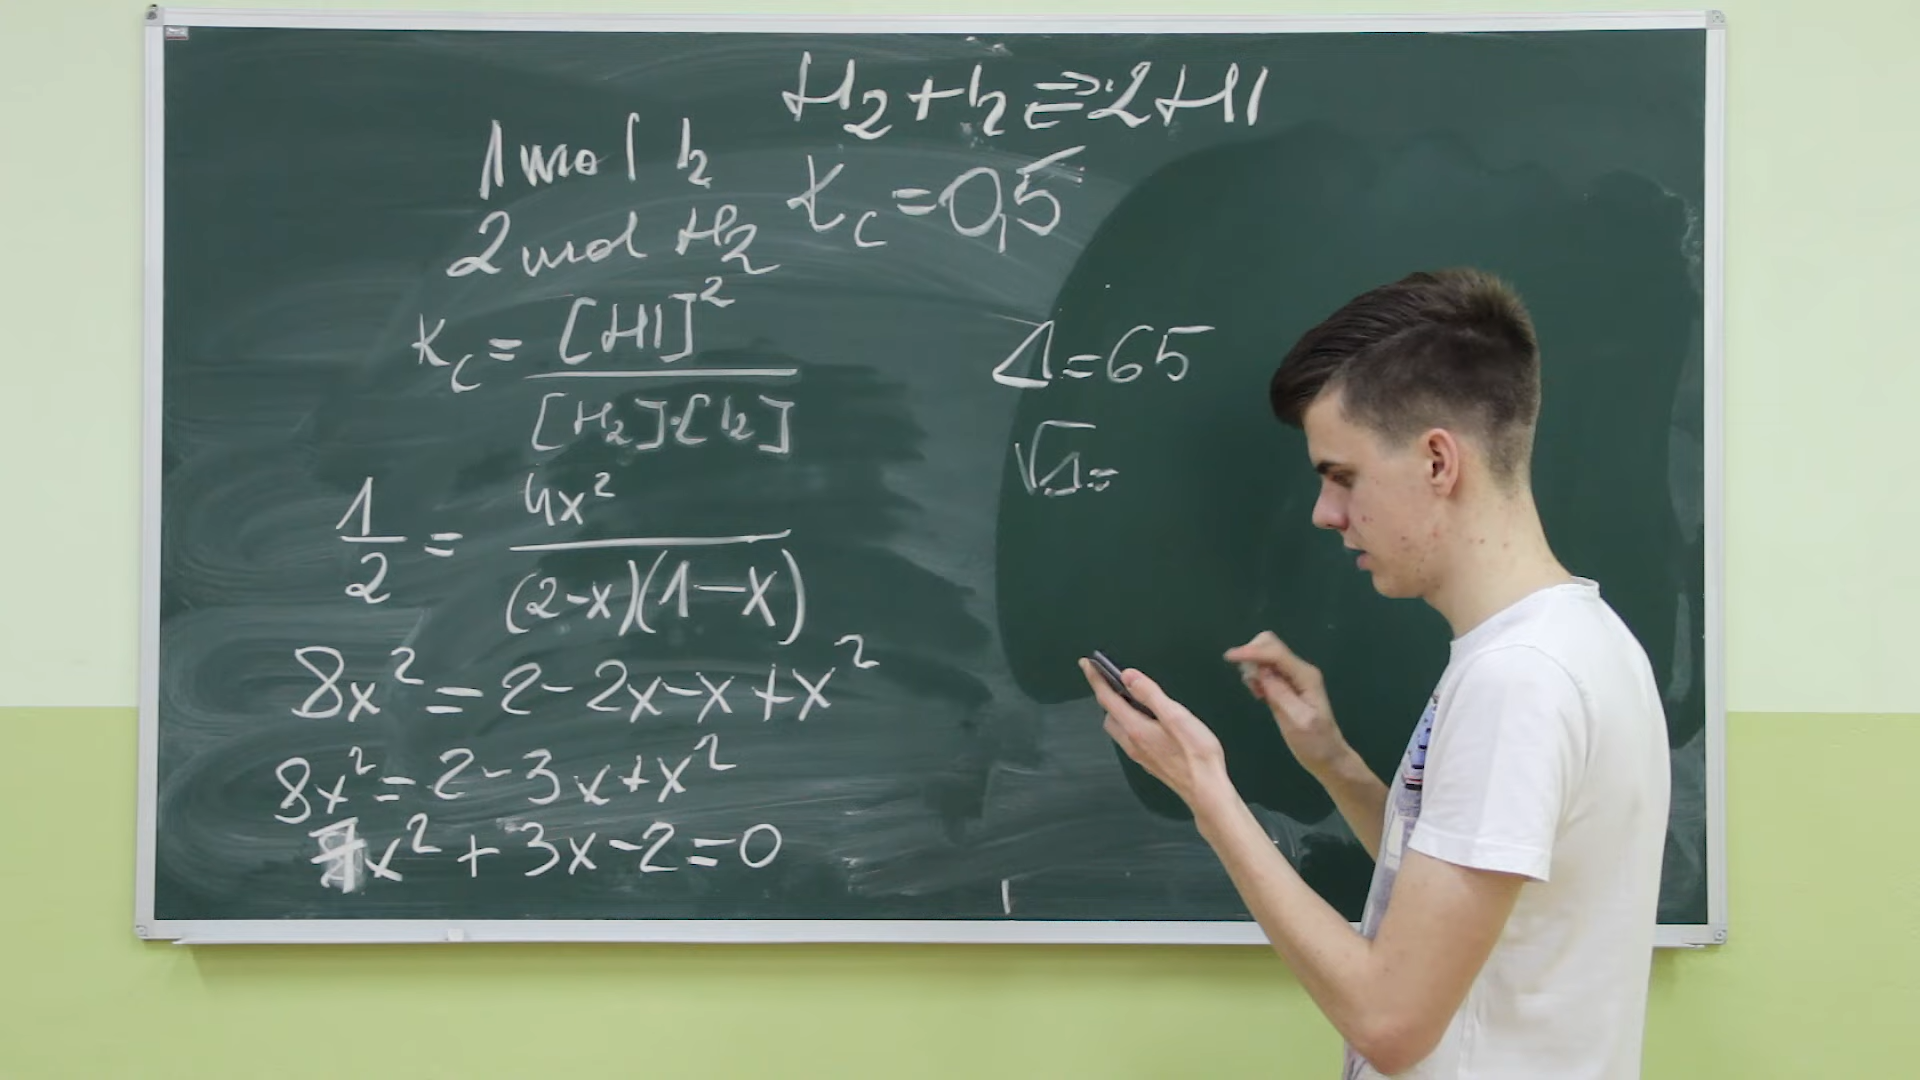 H₂ + I₂ ⇌ 2HI
1 mol I₂
2 mol H₂
Kc = 0,5
Kc = [HI]² / [H₂]·[I₂]
1/2 = 4x² / (2-x)(1-x)
8x² = 2-2x-x+x²
8x² = 2-3x+x²
7x² + 3x-2=0
Δ=65
√Δ=